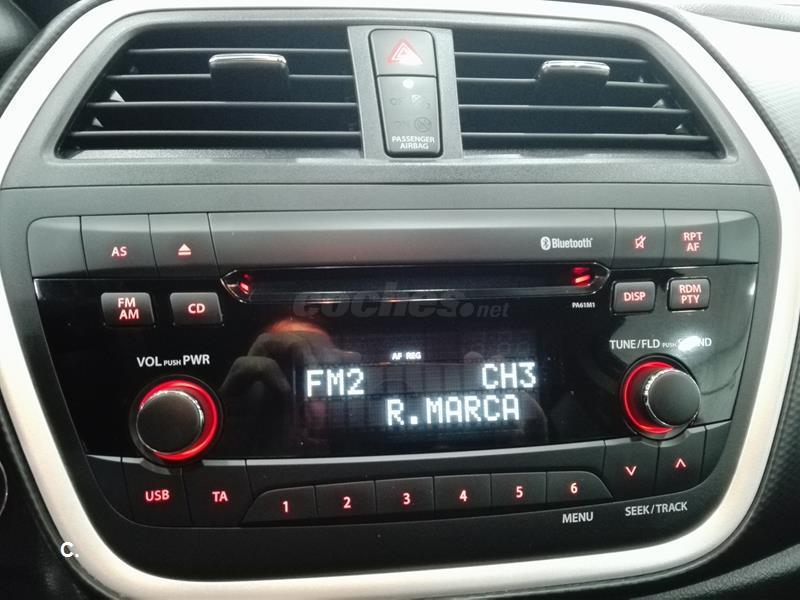 PASSENGER
AIRBAG
AS
Bluetooth
RPT
AF
FM
AM
CD
coches.net
PA61M1
DISP
RDM
PTY
VOL PUSH PWR
TUNE/FLD PUSH SOUND
AF REG
FM2 CH3
R.MARCA
USB
TA
1 2 3 4 5 6
MENU
SEEK/TRACK
C.